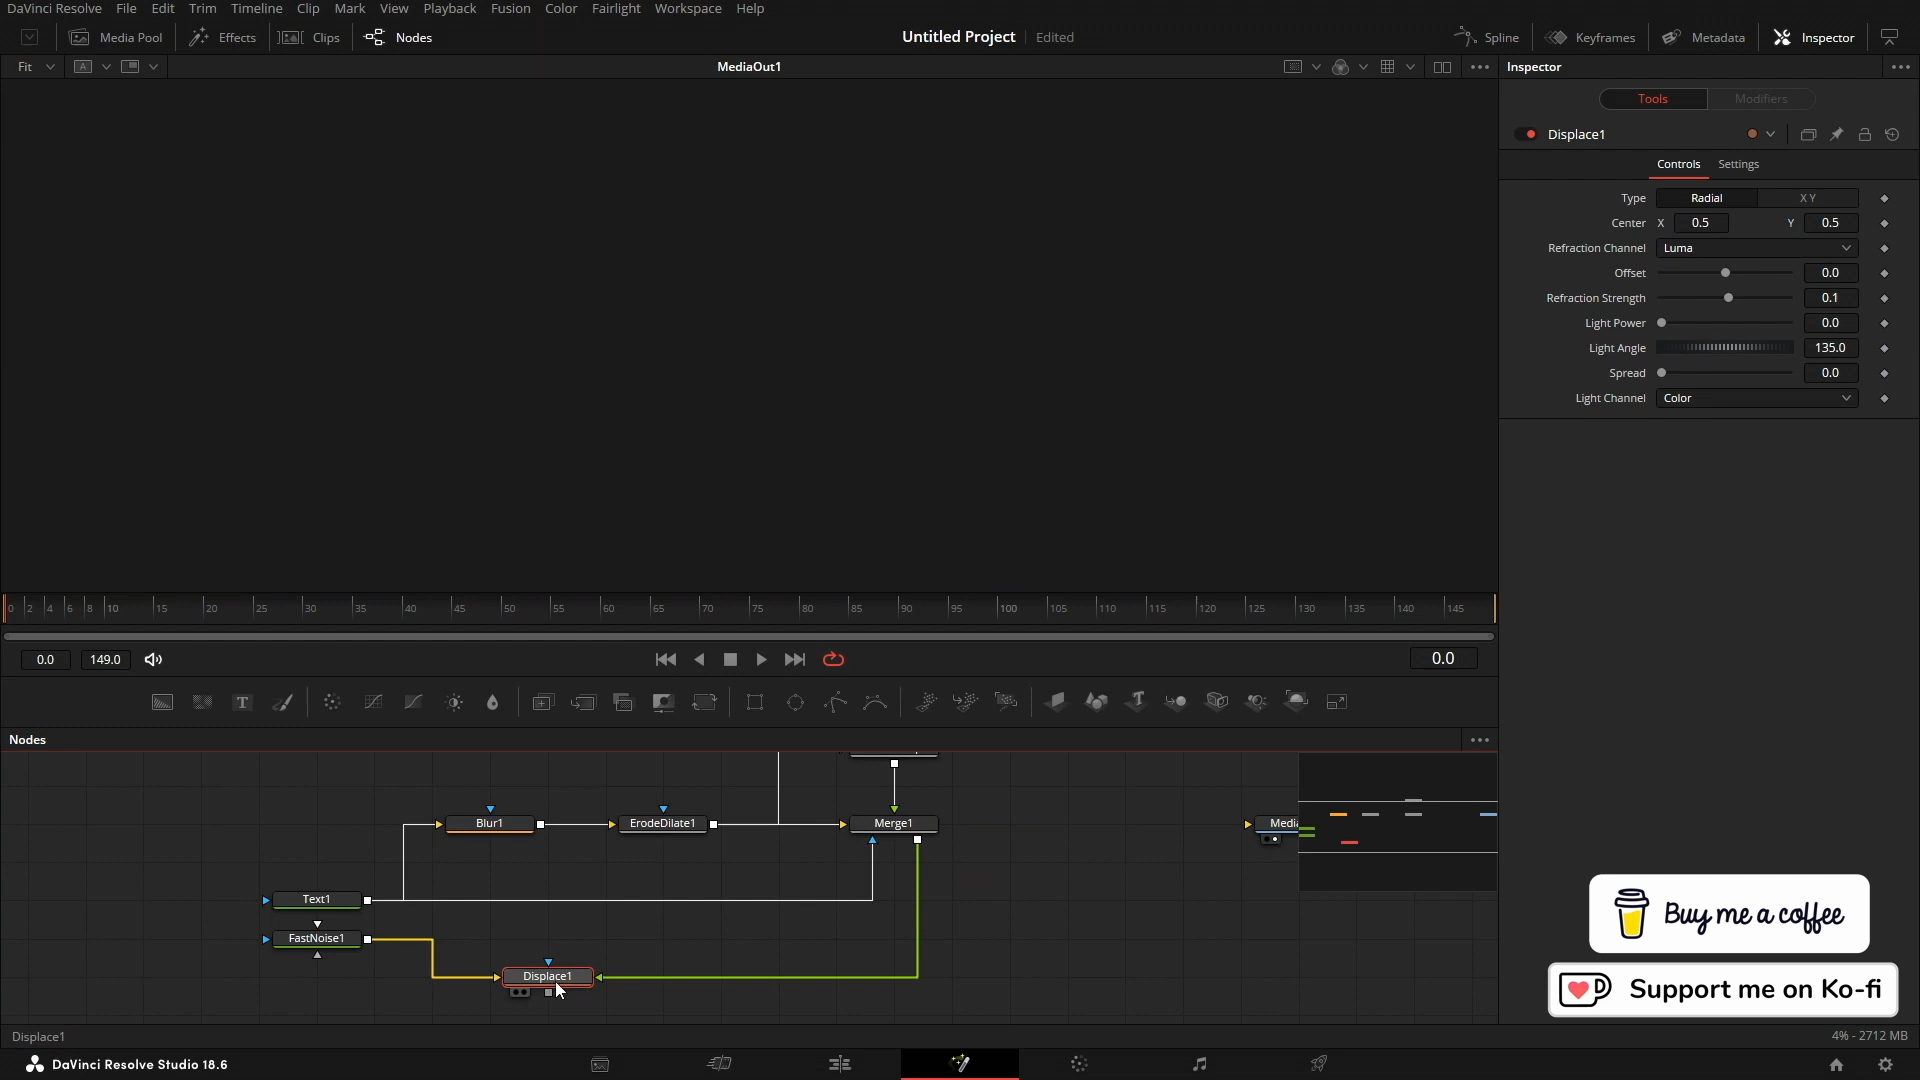 DaVinci Resolve File Edit Trim Timeline Clip Mark View Playback Fusion Color Fairlight Workspace Help
Media Pool Effects Clips Nodes Untitled Project Edited Spline Keyframes Metadata Inspector
Fit A MediaOut1 Inspector
Tools Modifiers
Displace1
Controls Settings
Type Radial X Y
Center X 0.5 Y 0.5
Refraction Channel Luma
Offset 0.0
Refraction Strength 0.1
Light Power 0.0
Light Angle 135.0
Spread 0.0
Light Channel Color
0 2 4 6 8 10 15 20 25 30 35 40 45 50 55 60 65 70 75 80 85 90 95 100 105 110 115 120 125 130 135 140 145
0.0 149.0 0.0
Nodes
Blur1 ErodeDilate1 Merge1 Media
Text1
FastNoise1
Displace1
Buy me a coffee
Support me on Ko-fi
Displace1 4% - 2712 MB
DaVinci Resolve Studio 18.6